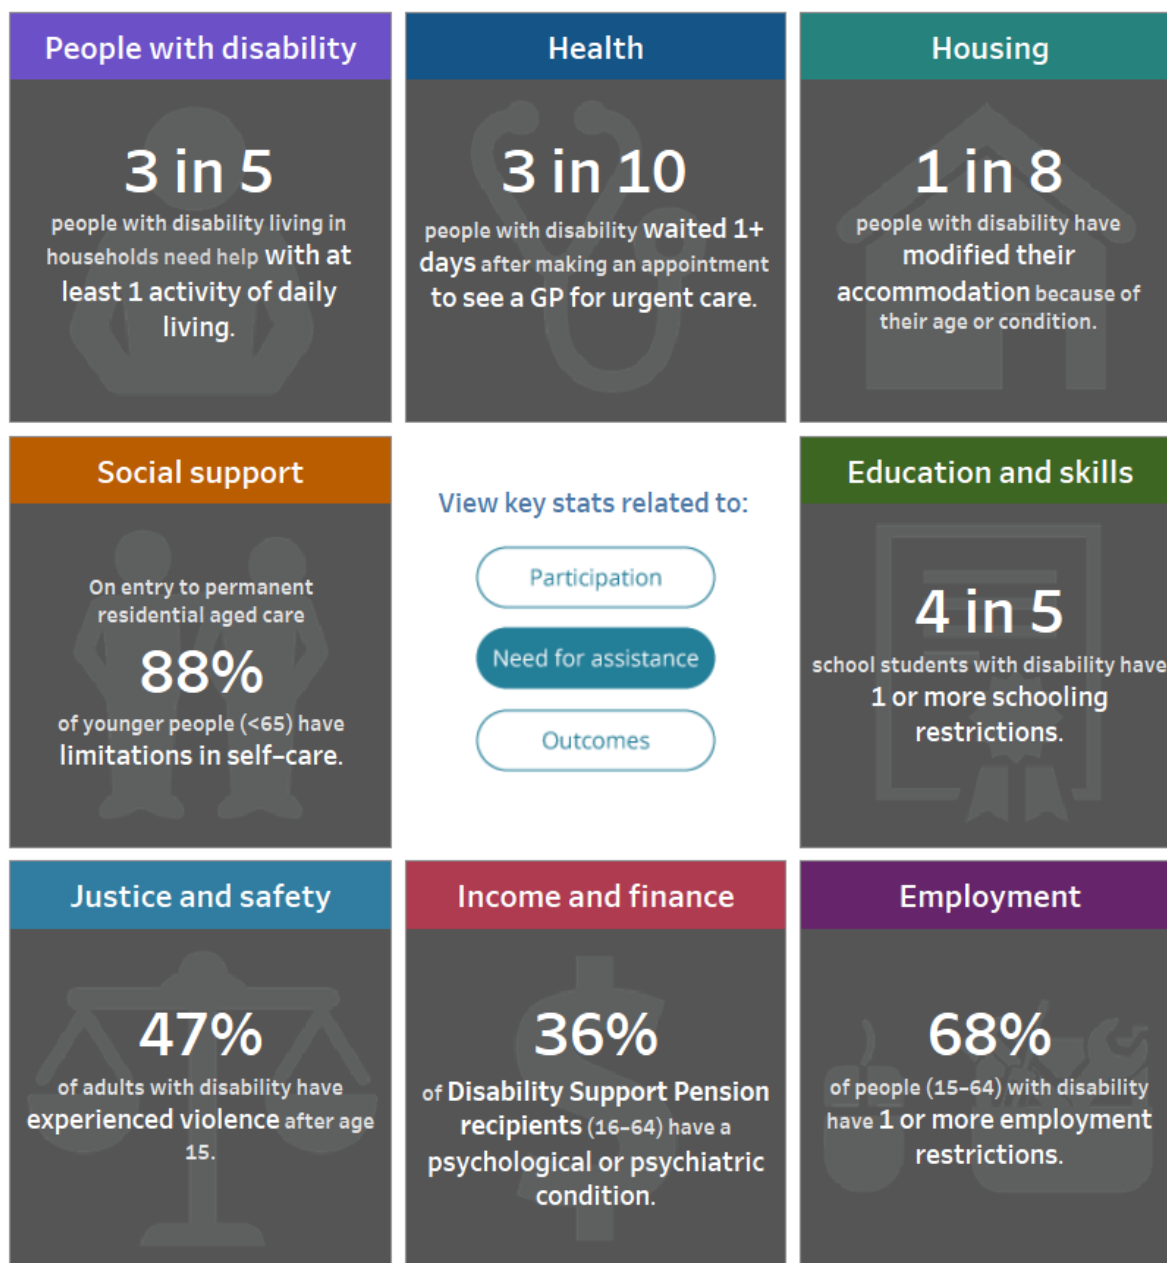 People with disability
3 in 5
people with disability living in
households need help with at
least 1 activity of daily
living.
Health
3 in 10
people with disability waited 1+
days after making an appointment
to see a GP for urgent care.
Housing
1 in 8
people with disability have
modified their
accommodation because of
their age or condition.
Social support
On entry to permanent
residential aged care
88%
of younger people (<65) have
limitations in self-care.
View key stats related to:
Participation
Need for assistance
Outcomes
Education and skills
4 in 5
school students with disability have
1 or more schooling
restrictions.
Justice and safety
47%
of adults with disability have
experienced violence after age
15.
Income and finance
36%
of Disability Support Pension
recipients (16-64) have a
psychological or psychiatric
condition.
Employment
68%
of people (15-64) with disability
have 1 or more employment
restrictions.